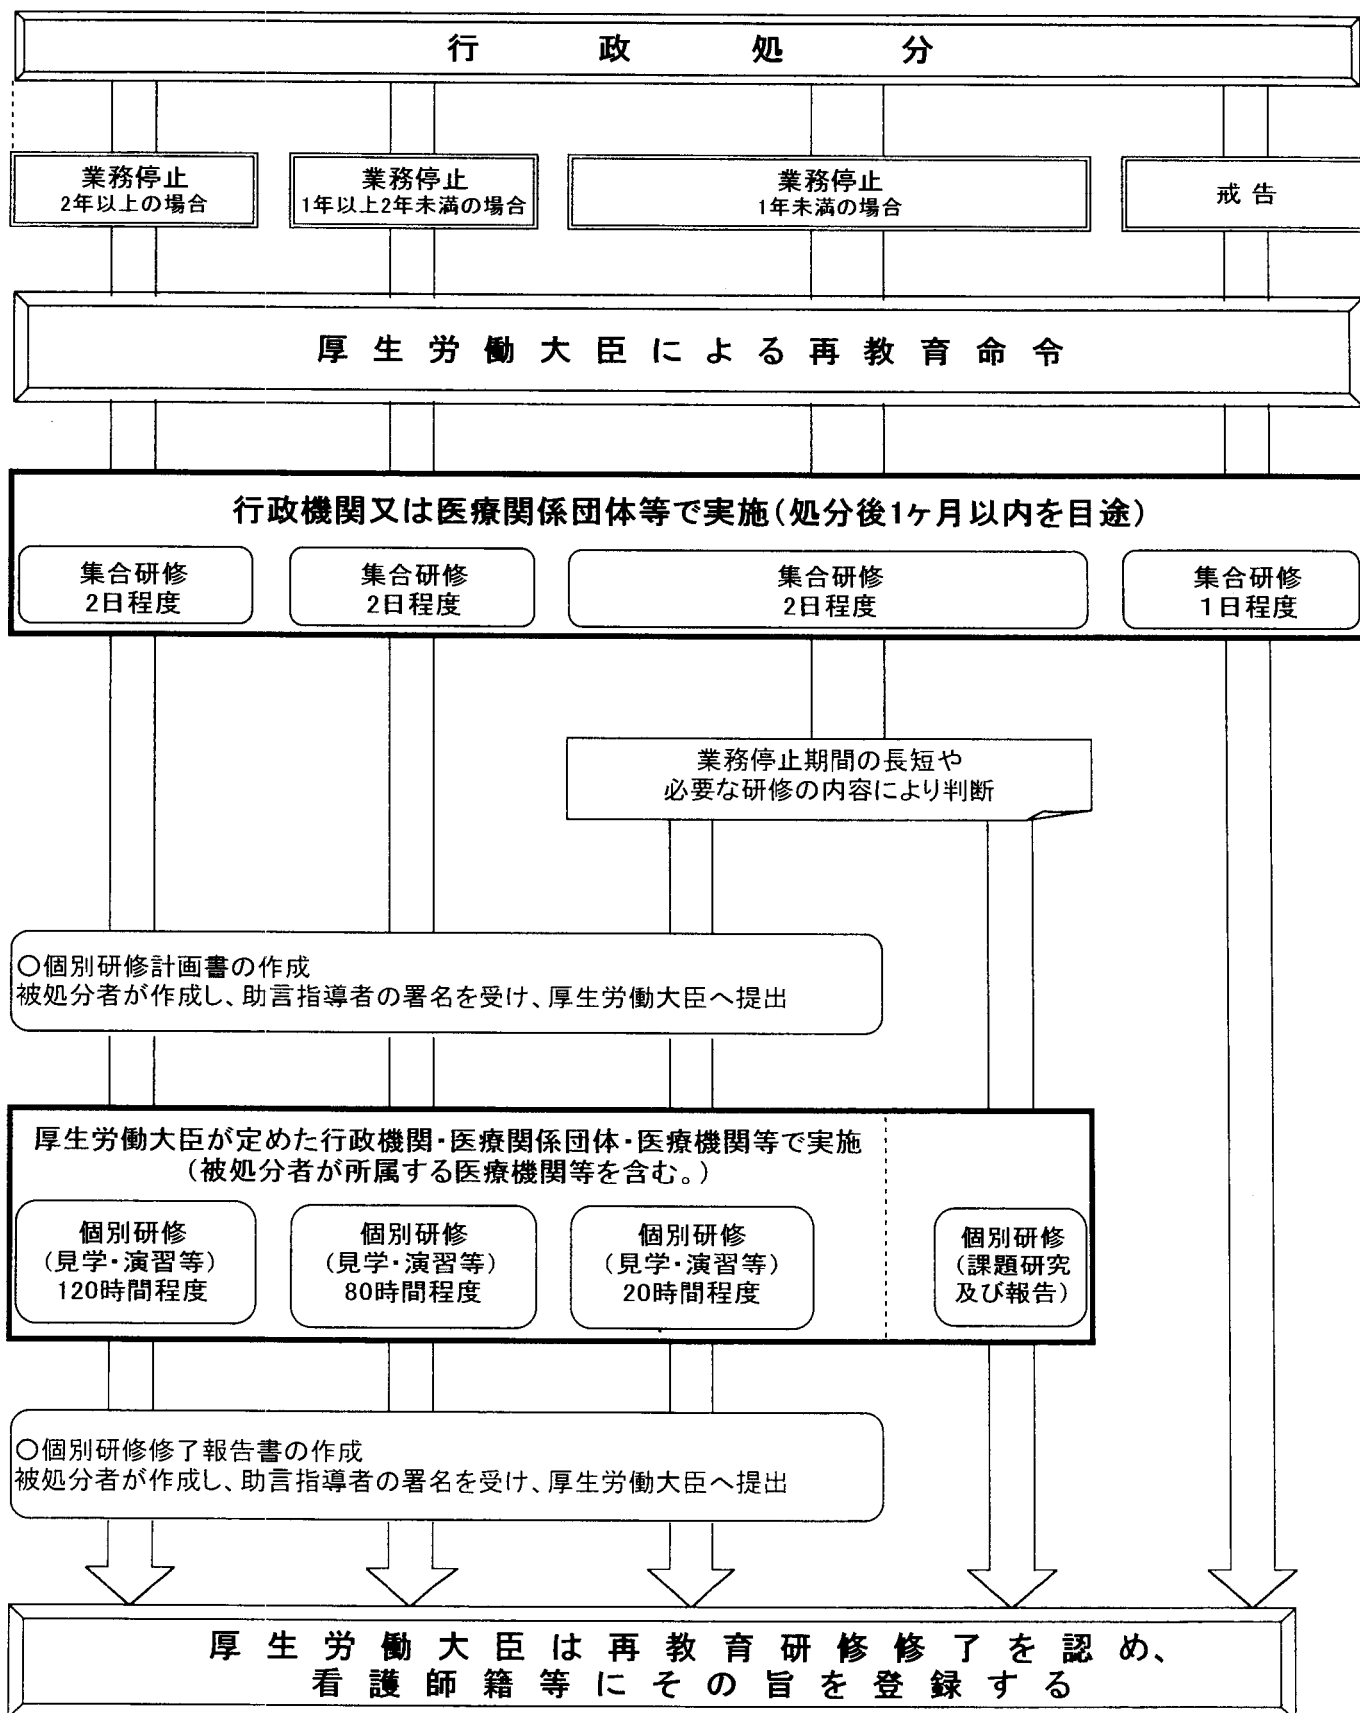 行政処分
業務停止
2年以上の場合
業務停止
1年以上2年未満の場合
業務停止
1年未満の場合
戒告
厚生労働大臣による再教育命令
行政機関又は医療関係団体等で実施(処分後1ヶ月以内を目途)
集合研修
2日程度
集合研修
2日程度
集合研修
2日程度
集合研修
1日程度
業務停止期間の長短や
必要な研修の内容により判断
○個別研修計画書の作成
被処分者が作成し、助言指導者の署名を受け、厚生労働大臣へ提出
厚生労働大臣が定めた行政機関・医療関係団体・医療機関等で実施
(被処分者が所属する医療機関等を含む。)
個別研修
(見学・演習等)
120時間程度
個別研修
(見学・演習等)
80時間程度
個別研修
(見学・演習等)
20時間程度
個別研修
(課題研究
及び報告)
○個別研修修了報告書の作成
被処分者が作成し、助言指導者の署名を受け、厚生労働大臣へ提出
厚生労働大臣は再教育研修修了を認め、
看護師籍等にその旨を登録する